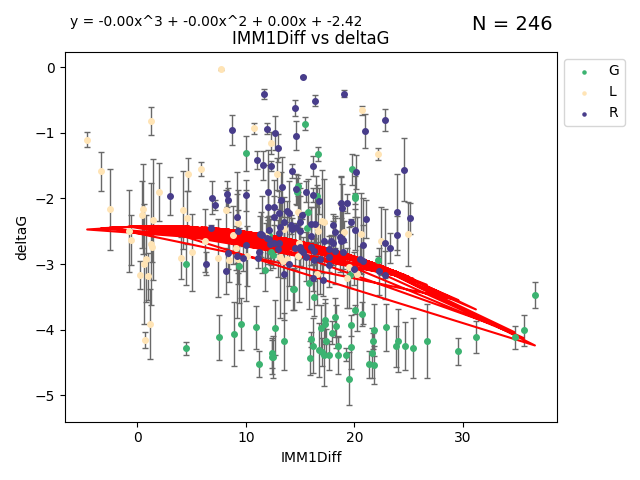 y = -0.00x^3 + -0.00x^2 + 0.00x + -2.42
N = 246
IMM1Diff vs deltaG
G
L
R
deltaG
0
−1
−2
−3
−4
−5
0 10 20 30
IMM1Diff